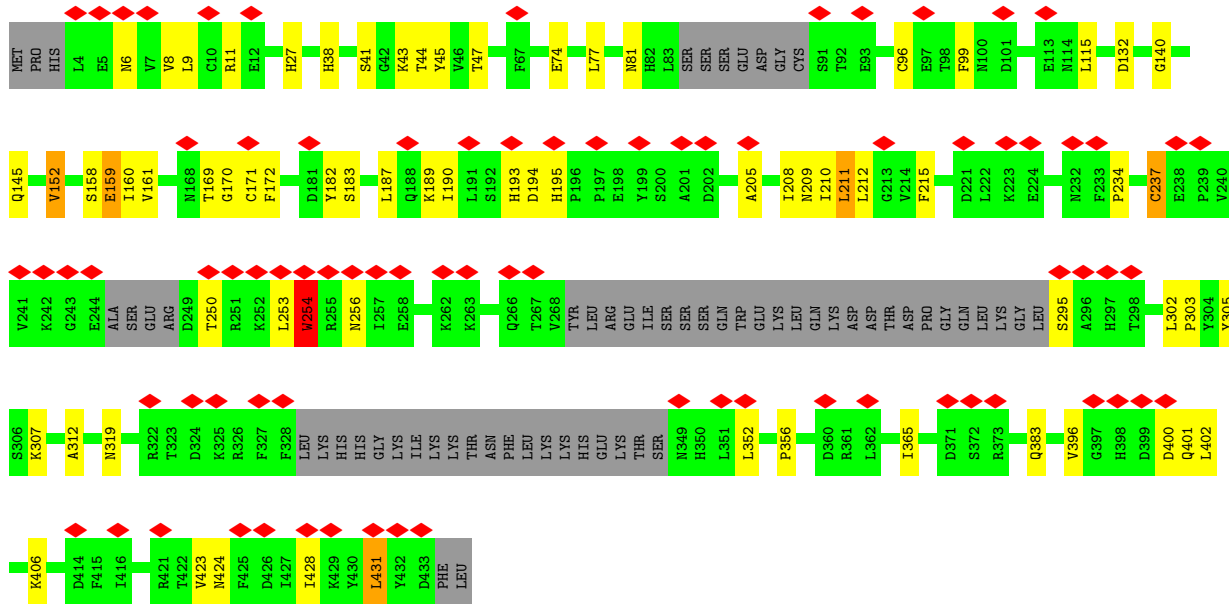 MET PRO HIS L4 E5 N6 V7 V8 L9 C10 R11 E12 H27 H38 S41 G42 K43 T44 Y45 V46 T47 F67 E74 L77 N81 H82 L83 SER SER SER GLU ASP GLY CYS S91 T92 E93 C96 E97 T98 F99 N100 D101 E113 N114 L115 D132 G140
Q145 V152 S158 E159 I160 V161 N168 T169 G170 C171 F172 D181 Y182 S183 L187 Q188 K189 I190 L191 S192 H193 D194 H195 P196 P197 E198 Y199 S200 A201 D202 A205 I208 N209 I210 L211 L212 G213 V214 F215 D221 L222 K223 E224 N232 F233 P234 C237 E238 P239 V240
V241 K242 G243 E244 ALA SER GLU ARG D249 T250 R251 K252 L253 W254 R255 N256 I257 E258 K262 K263 Q266 T267 V268 TYR LEU ARG GLU ILE SER SER SER GLN TRP GLU LYS LEU GLN LYS ASP ASP THR ASP PRO GLY GLN LEU LYS GLY LEU S295 A296 H297 T298 L302 P303 Y304 Y305
S306 K307 A312 N319 R322 T323 D324 K325 R326 F327 F328 LEU LYS HIS HIS GLY LYS ILE LYS LYS THR ASN PHE LEU LYS LYS HIS GLU LYS THR SER N349 H350 L351 L352 P356 D360 R361 L362 I365 D371 S372 R373 Q383 V396 G397 H398 D399 D400 Q401 L402
K406 D414 F415 I416 R421 T422 V423 N424 F425 D426 I427 I428 K429 Y430 L431 Y432 D433 PHE LEU